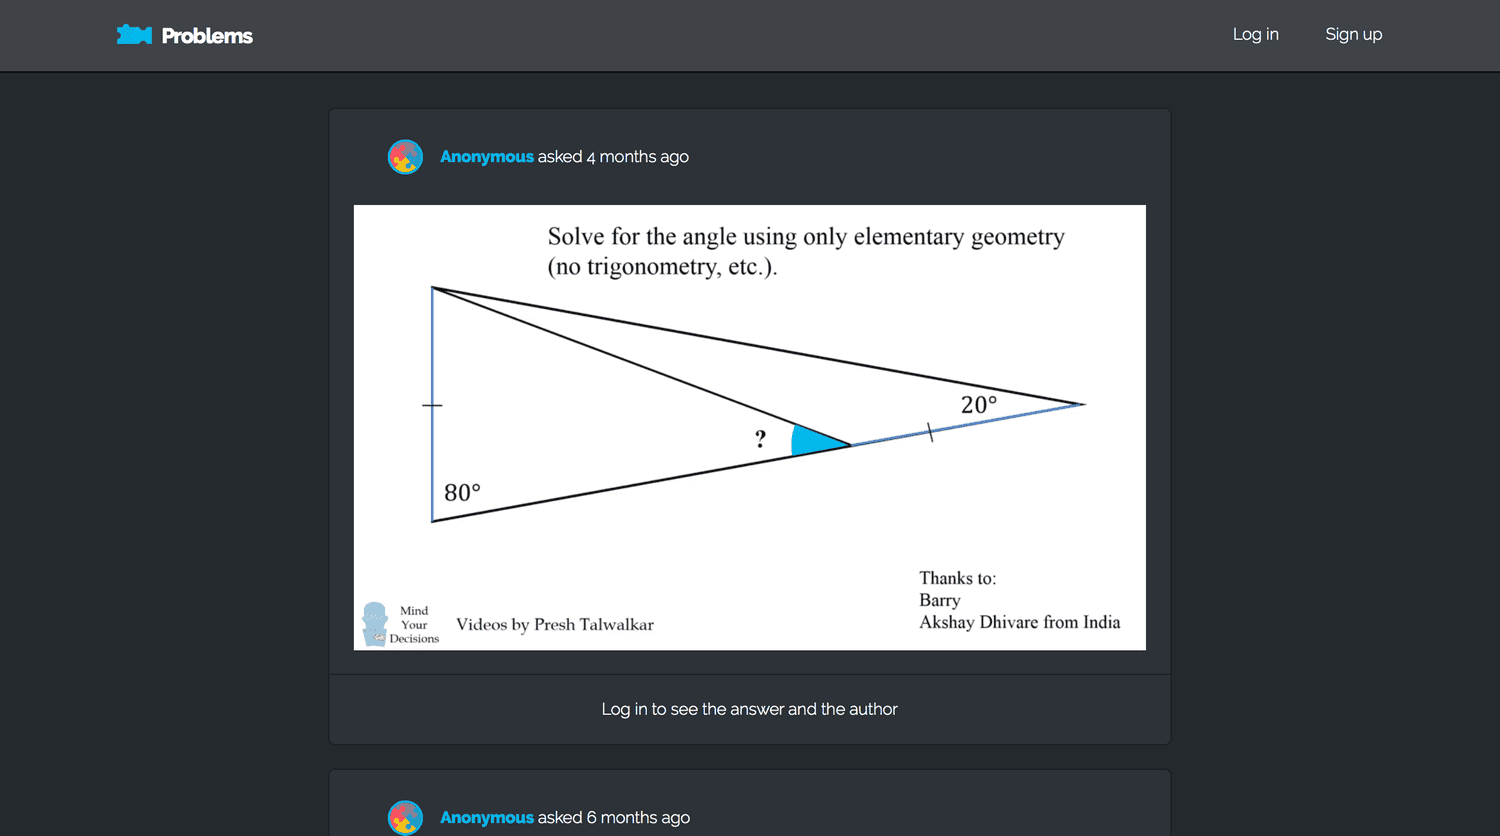 Problems
Log in
Sign up
Anonymous asked 4 months ago
Solve for the angle using only elementary geometry
(no trigonometry, etc.).
20°
?
80°
Thanks to:
Barry
Akshay Dhivare from India
Mind
Your
Decisions
Videos by Presh Talwalkar
Log in to see the answer and the author
Anonymous asked 6 months ago